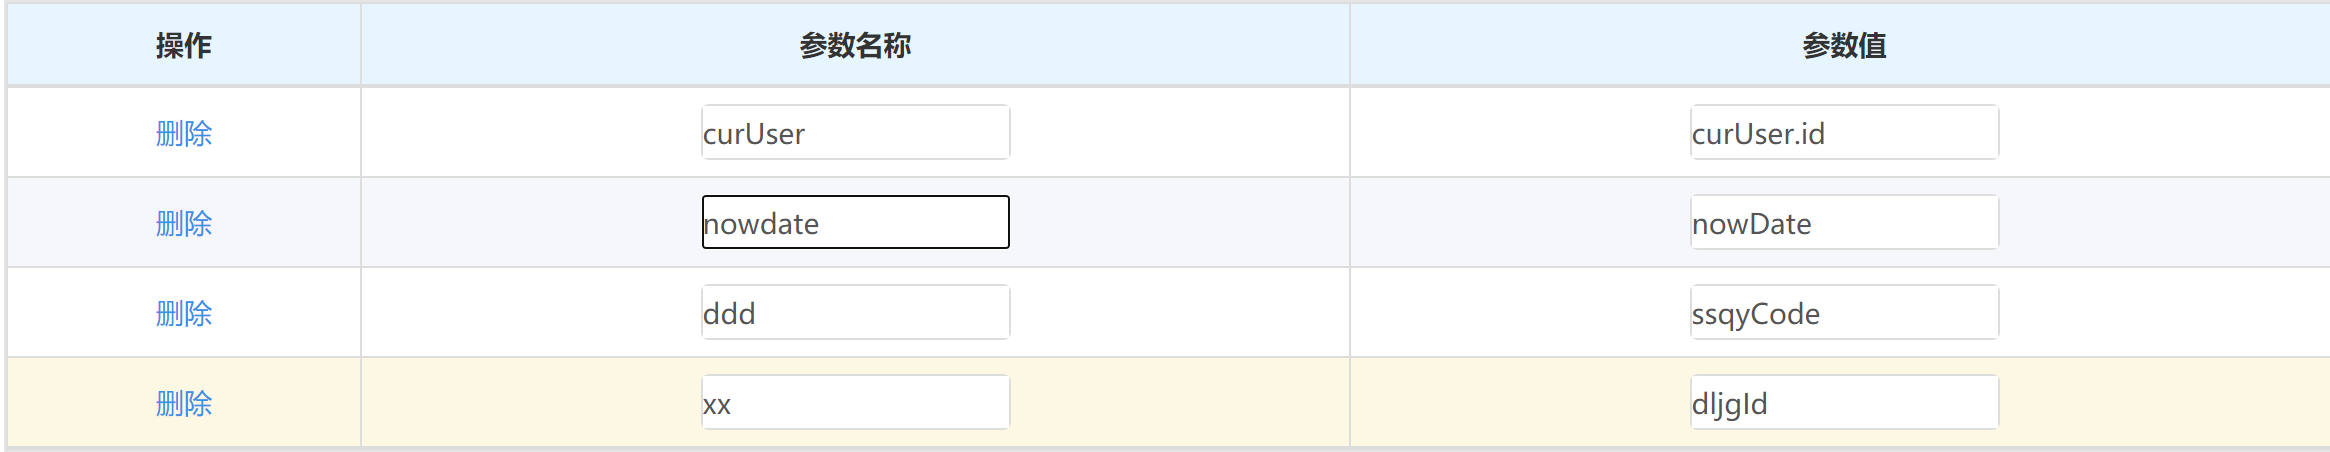 操作 参数名称 参数值
删除 curUser curUser.id
删除 nowdate nowDate
删除 ddd ssqyCode
删除 xx dljgId